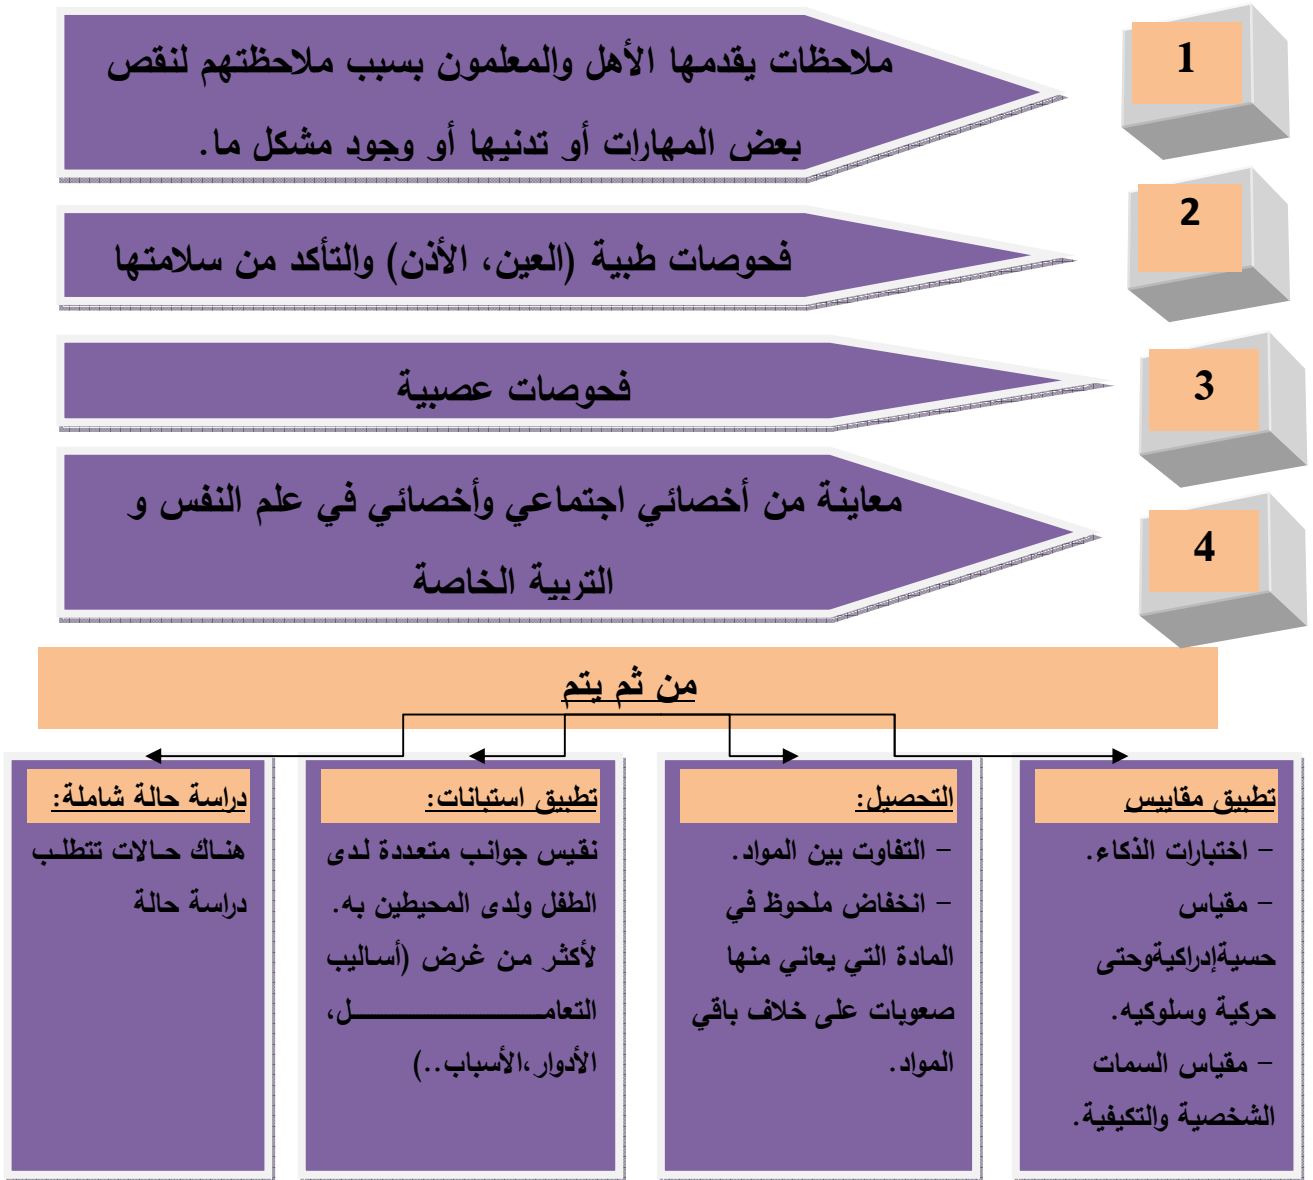 1
ملاحظات يقدمها الأهل والمعلمون بسبب ملاحظتهم لنقص
بعض المهارات أو تدنيها أو وجود مشكل ما.
2
فحوصات طبية (العين، الأذن) والتأكد من سلامتها
3
فحوصات عصبية
4
معاينة من أخصائي اجتماعي وأخصائي في علم النفس و
التربية الخاصة
من ثم يتم
تطبيق مقاييس
- اختبارات الذكاء.
- مقياس
حسيةإدراكيةوحتى
حركية وسلوكيه.
- مقياس السمات
الشخصية والتكيفية.
التحصيل:
- التفاوت بين المواد.
- انخفاض ملحوظ في
المادة التي يعاني منها
صعوبات على خلاف باقي
المواد.
تطبيق استبانات:
نقيس جوانب متعددة لدى
الطفل ولدى المحيطين به.
لأكثر من غرض (أساليب
التعامــــــــــــــل،
الأدوار،الأسباب..)
دراسة حالة شاملة:
هناك حالات تتطلب
دراسة حالة